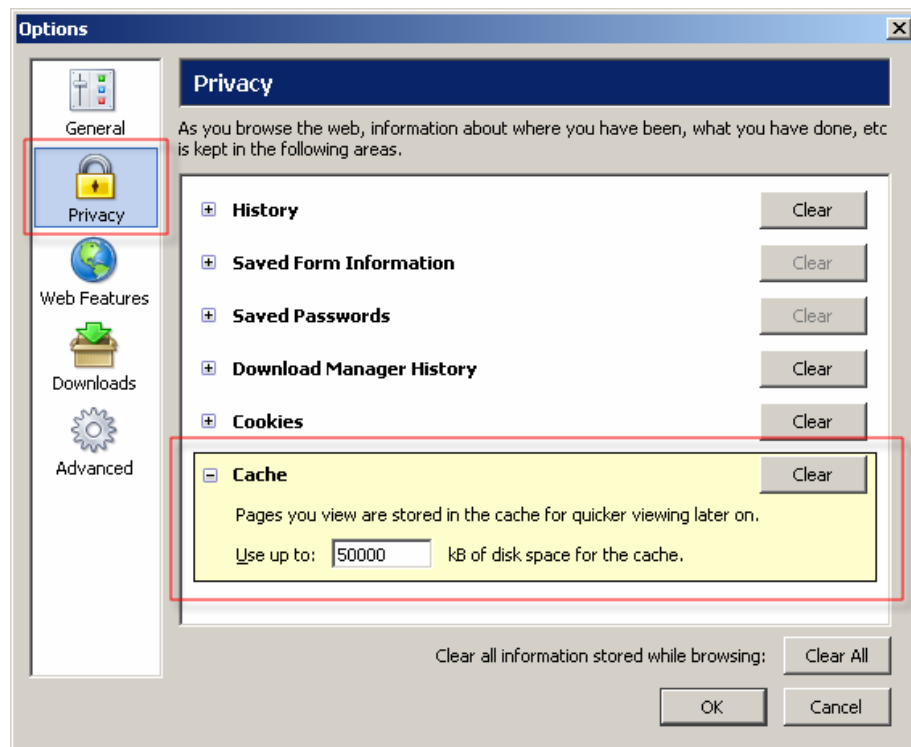 Options
General
Privacy
Web Features
Downloads
Advanced
Privacy
As you browse the web, information about where you have been, what you have done, etc
is kept in the following areas.
History Clear
Saved Form Information Clear
Saved Passwords Clear
Download Manager History Clear
Cookies Clear
Cache Clear
Pages you view are stored in the cache for quicker viewing later on.
Use up to: 50000 kB of disk space for the cache.
Clear all information stored while browsing: Clear All
OK Cancel